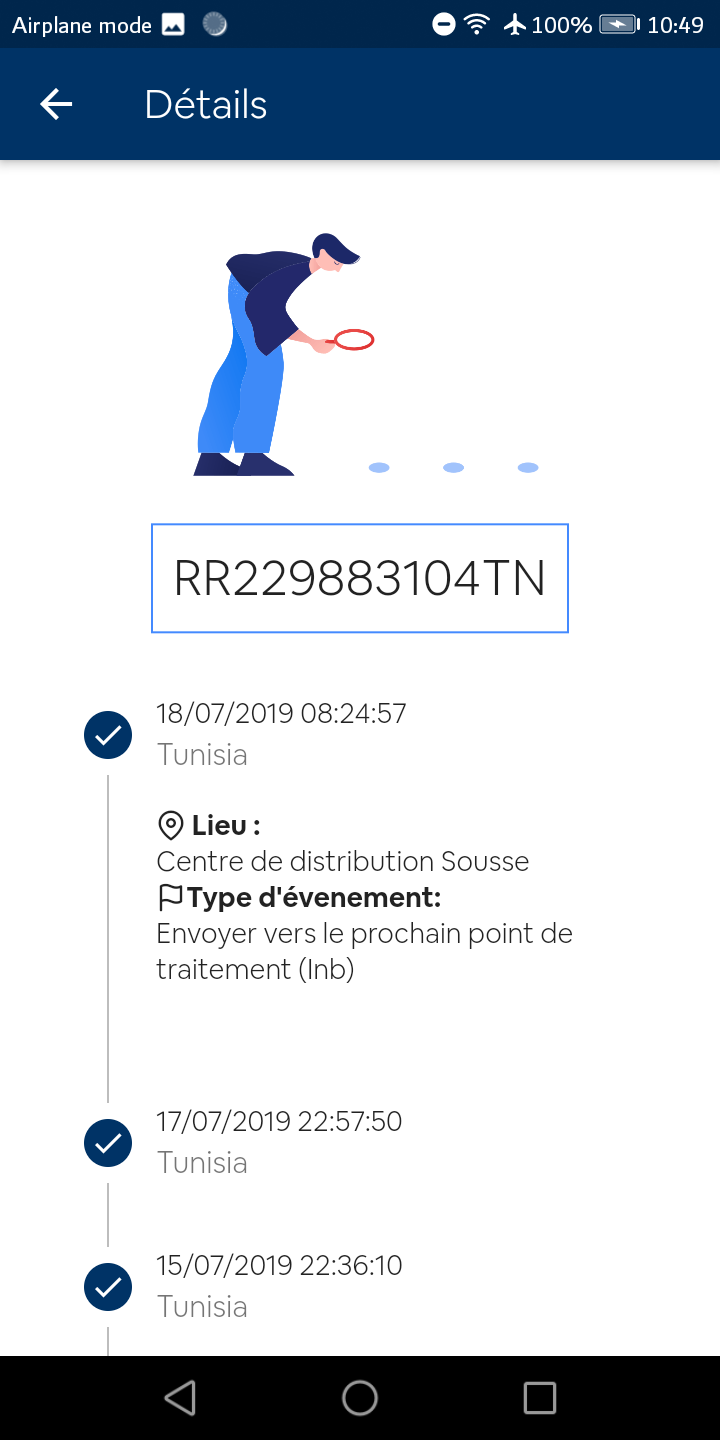 Airplane mode 100% 10:49
Détails
RR229883104TN
18/07/2019 08:24:57
Tunisia
Lieu :
Centre de distribution Sousse
Type d'évenement:
Envoyer vers le prochain point de
traitement (Inb)
17/07/2019 22:57:50
Tunisia
15/07/2019 22:36:10
Tunisia